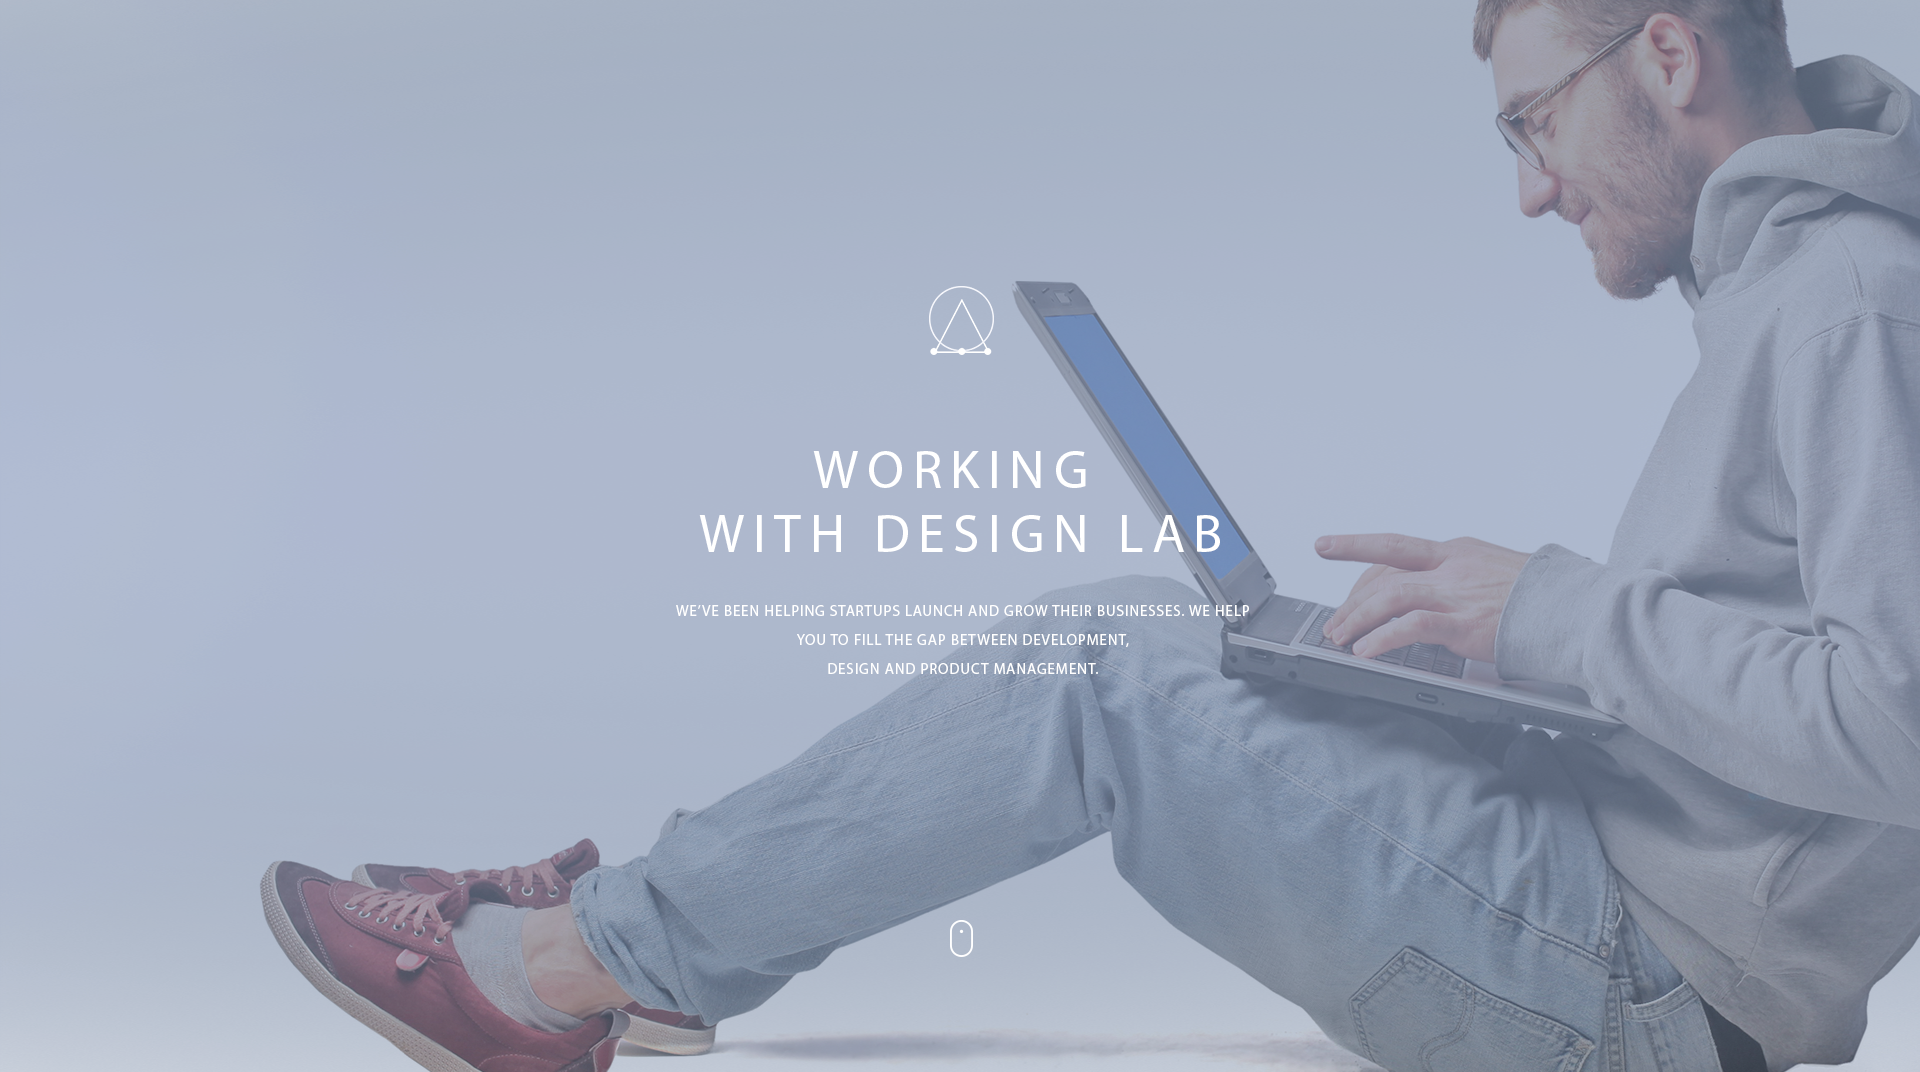 WORKING
WITH DESIGN LAB
WE’VE BEEN HELPING STARTUPS LAUNCH AND GROW THEIR BUSINESSES. WE HELP
YOU TO FILL THE GAP BETWEEN DEVELOPMENT,
DESIGN AND PRODUCT MANAGEMENT.